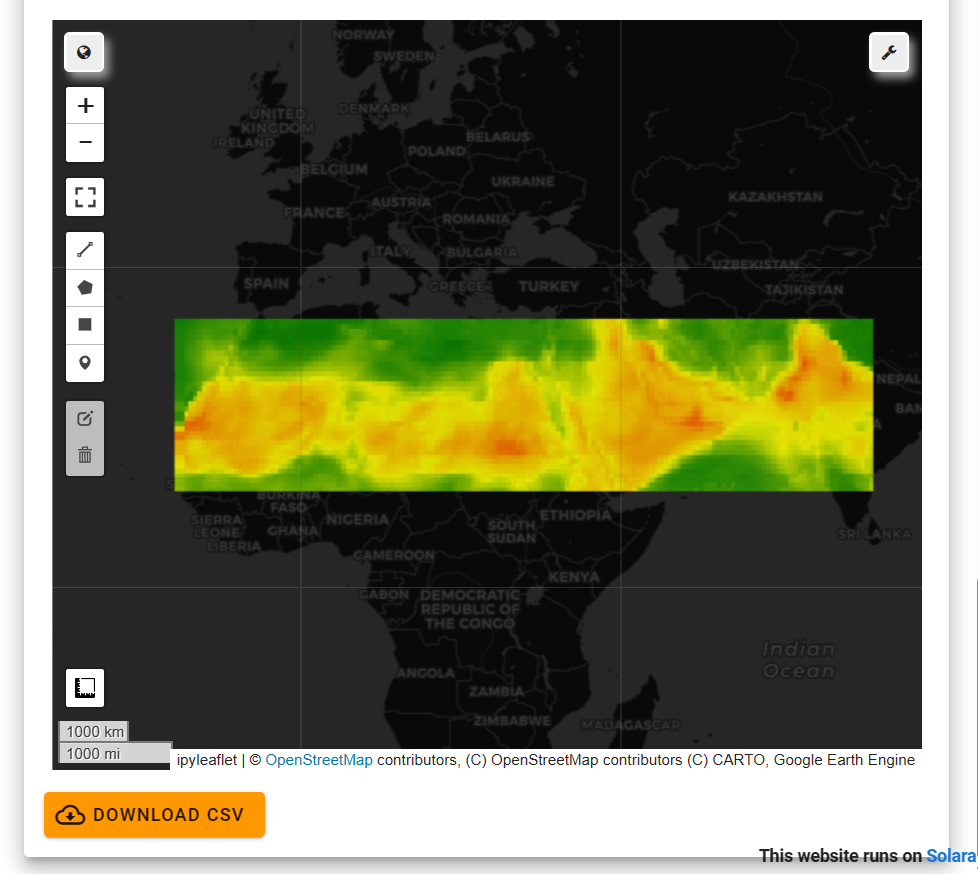 NORWAY
SWEDEN
DENMARK
UNITED
KINGDOM
IRELAND
BELARUS
POLAND
BELGIUM
UKRAINE
AUSTRIA
FRANCE
ROMANIA
KAZAKHSTAN
ITALY
BULGARIA
UZBEKISTAN
SPAIN
GREECE
TURKEY
TAJIKISTAN
NEPAL
BAN
BURKINA
FASO
SIERRA
LEONE
LIBERIA
GHANA
NIGERIA
ETHIOPIA
SOUTH
SUDAN
SRI LANKA
CAMEROON
KENYA
GABON
DEMOCRATIC
REPUBLIC OF
THE CONGO
Indian
Ocean
ANGOLA
ZAMBIA
ZIMBABWE
MADAGASCAR
1000 km
1000 mi
ipyleaflet | © OpenStreetMap contributors, (C) OpenStreetMap contributors (C) CARTO, Google Earth Engine
DOWNLOAD CSV
This website runs on Solara